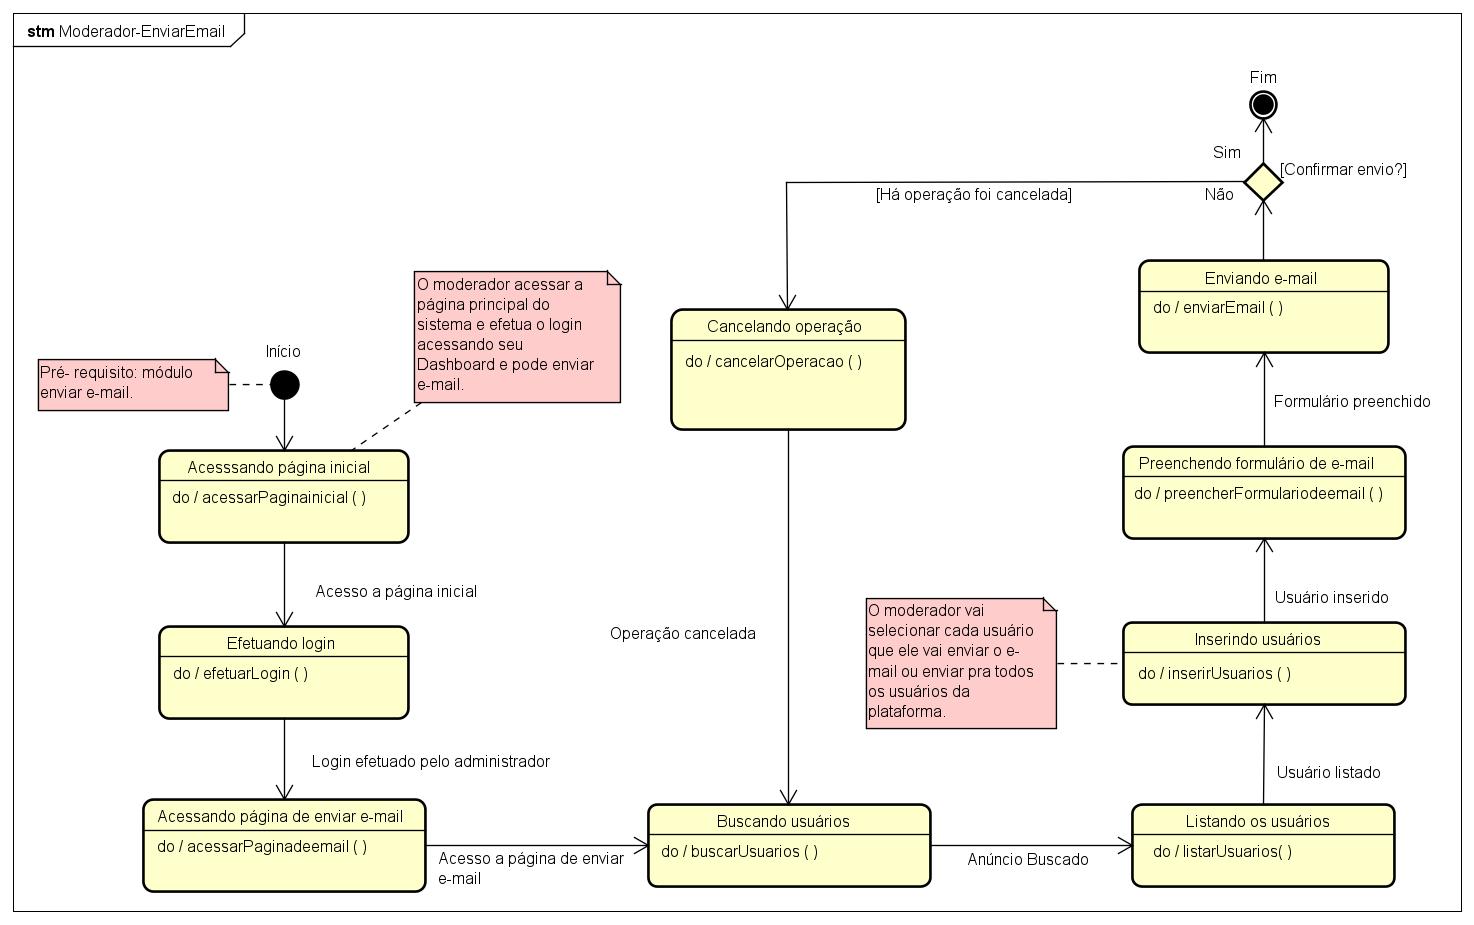 stm Moderador-EnviarEmail
Fim
Sim
[Confirmar envio?]
Não
[Há operação foi cancelada]
Enviando e-mail
do / enviarEmail ( )
O moderador acessar a
página principal do
sistema e efetua o login
acessando seu
Dashboard e pode enviar
e-mail.
Cancelando operação
do / cancelarOperacao ( )
Início
Pré- requisito: módulo
enviar e-mail.
Formulário preenchido
Acesssando página inicial
do / acessarPaginainicial ( )
Preenchendo formulário de e-mail
do / preencherFormulariodeemail ( )
Acesso a página inicial
Usuário inserido
O moderador vai
selecionar cada usuário
que ele vai enviar o e-
mail ou enviar pra todos
os usuários da
plataforma.
Operação cancelada
Efetuando login
do / efetuarLogin ( )
Inserindo usuários
do / inserirUsuarios ( )
Login efetuado pelo administrador
Usuário listado
Acessando página de enviar e-mail
do / acessarPaginadeemail ( )
Acesso a página de enviar
e-mail
Buscando usuários
do / buscarUsuarios ( )
Anúncio Buscado
Listando os usuários
do / listarUsuarios( )